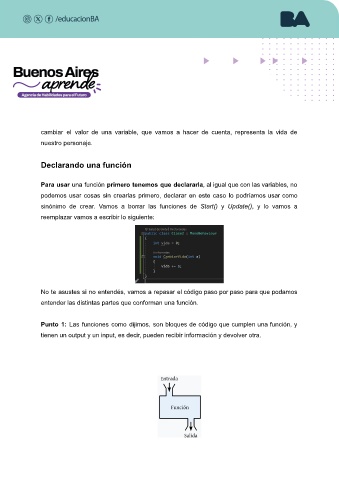 /educacionBA
BA
Buenos Aires
aprende
Agencia de Habilidades para el Futuro
cambiar el valor de una variable, que vamos a hacer de cuenta, representa la vida de
nuestro personaje.
Declarando una función
Para usar una función primero tenemos que declararla, al igual que con las variables, no
podemos usar cosas sin crearlas primero, declarar en este caso lo podríamos usar como
sinónimo de crear. Vamos a borrar las funciones de Start() y Update(), y lo vamos a
reemplazar vamos a escribir lo siguiente:
public class : MonoBehaviour
{
int vida = 0;
void (int a)
{
vida += a;
}
}
No te asustes si no entendés, vamos a repasar el código paso por paso para que podamos
entender las distintas partes que conforman una función.
Punto 1: Las funciones como dijimos, son bloques de código que cumplen una función, y
tienen un output y un input, es decir, pueden recibir información y devolver otra.
Entrada
Función
Salida